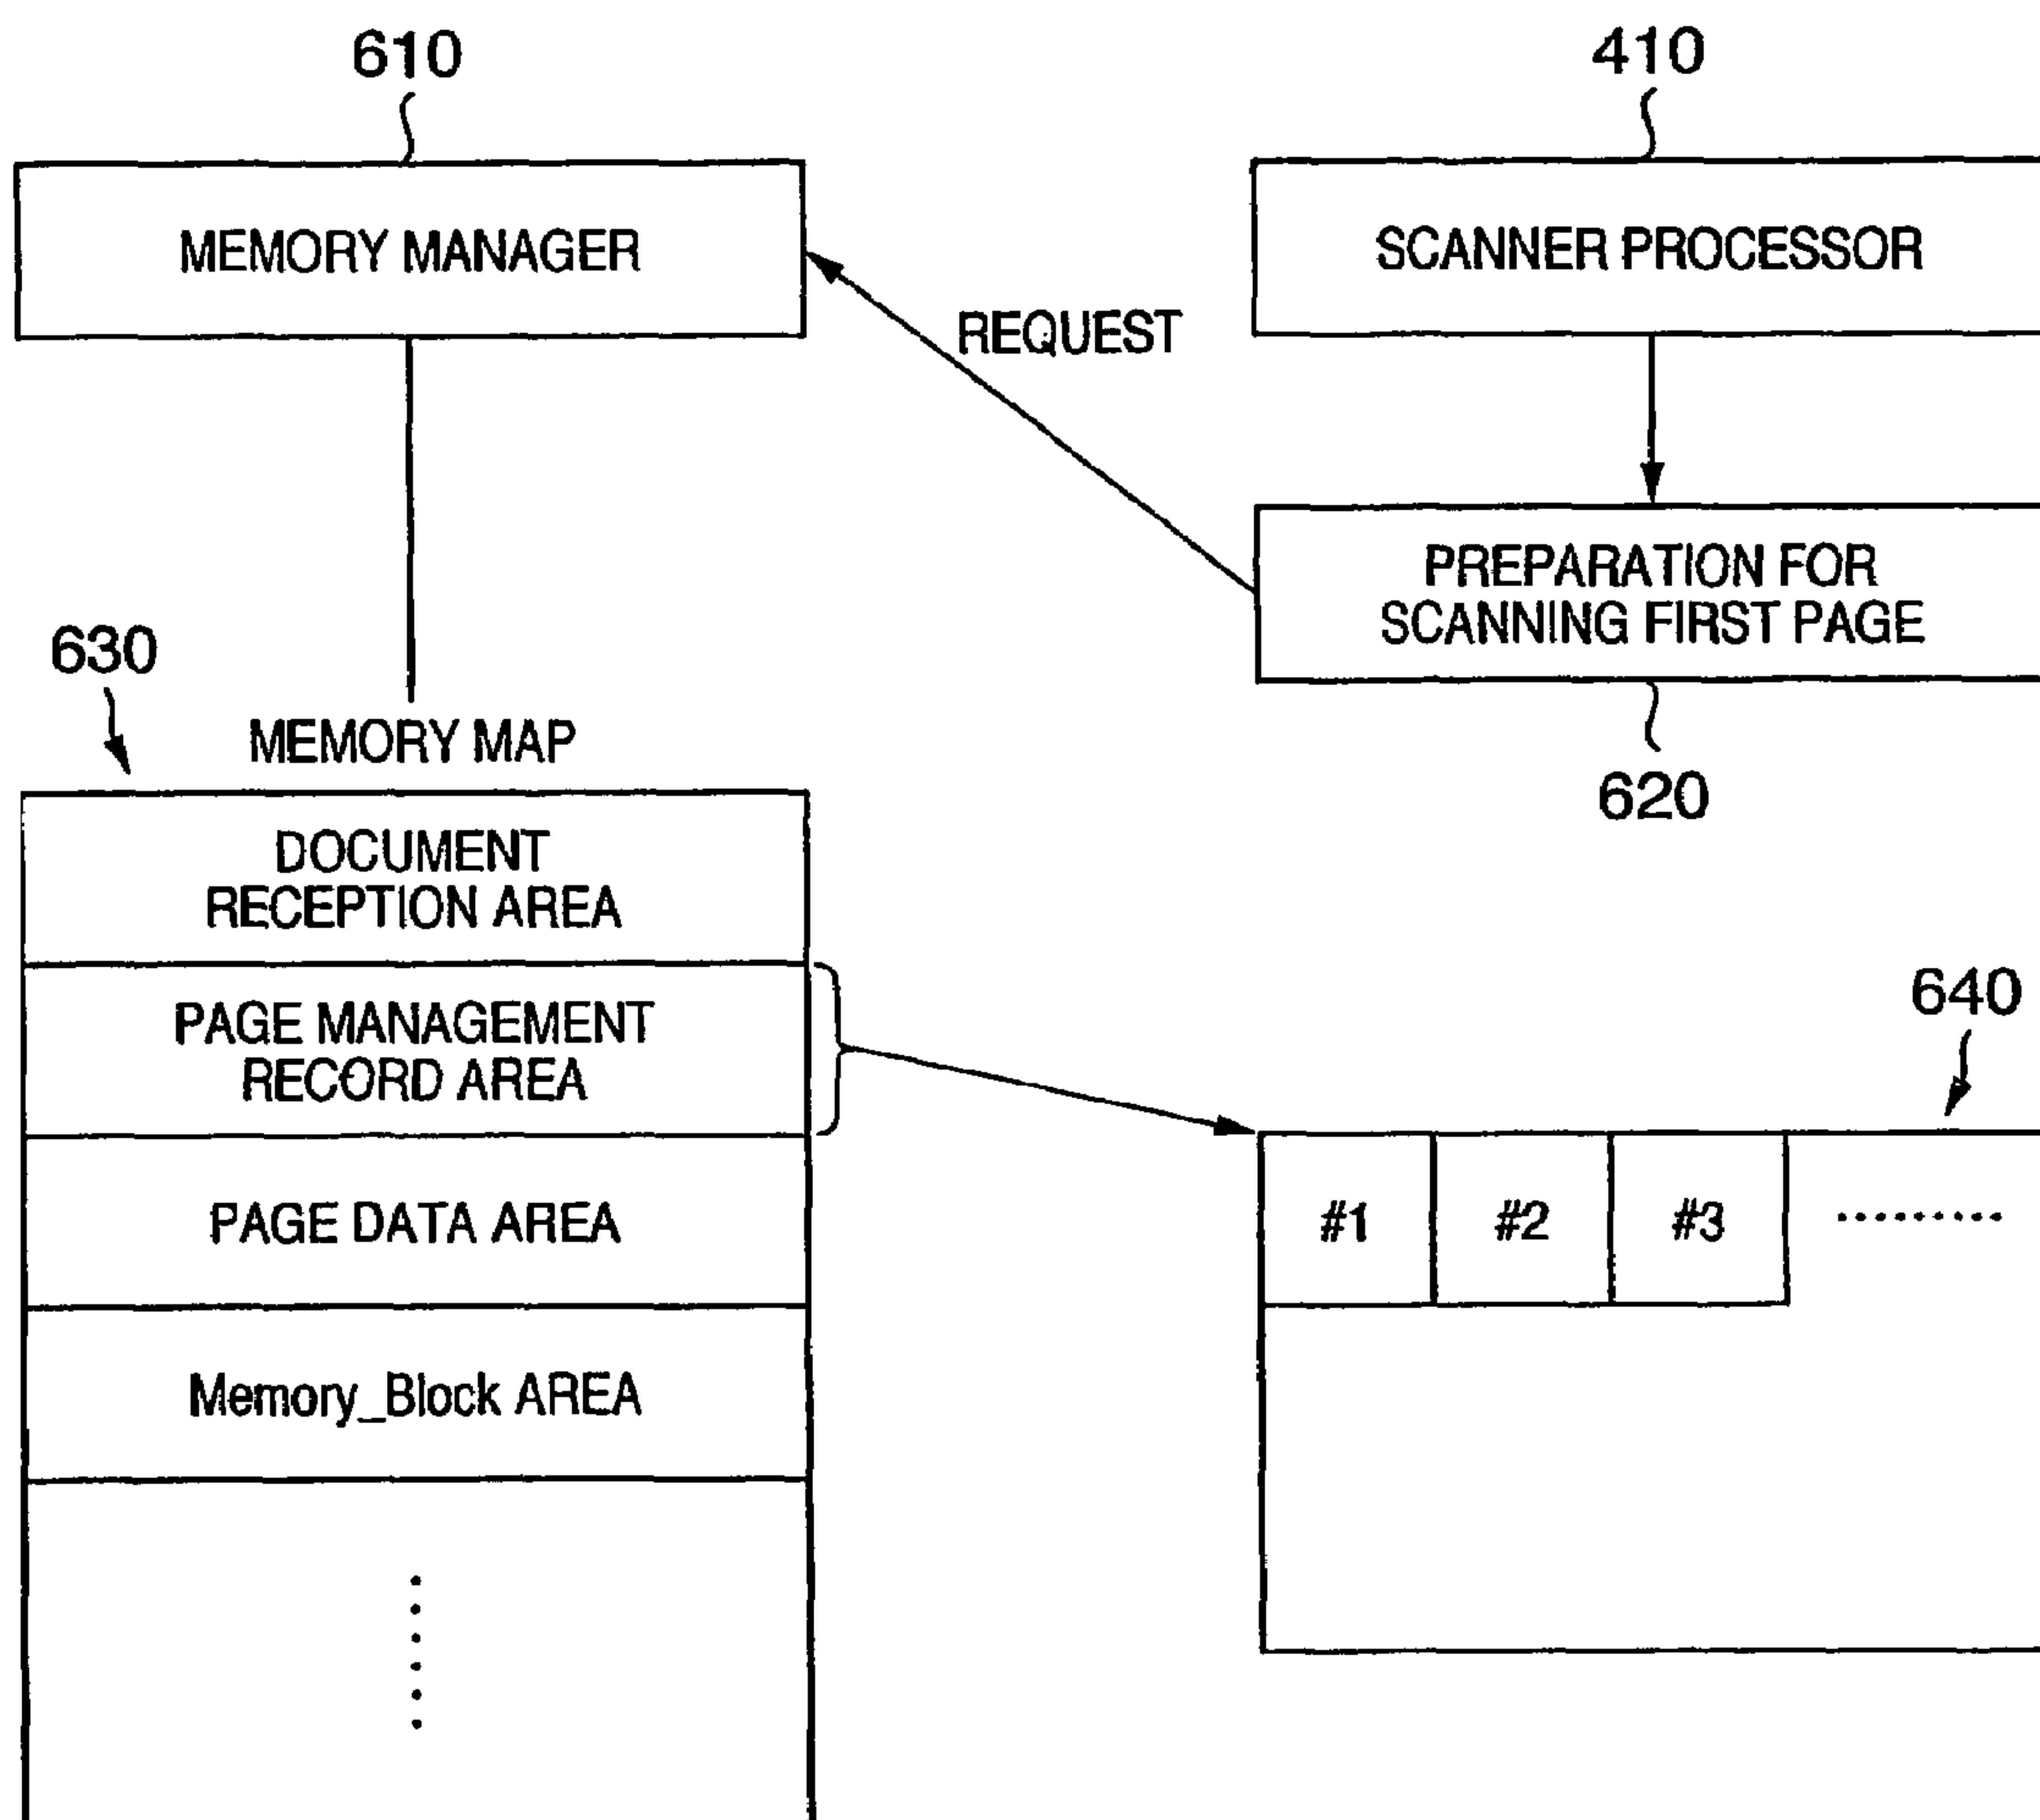 610
410
MEMORY MANAGER
SCANNER PROCESSOR
REQUEST
PREPARATION FOR
SCANNING FIRST PAGE
630
620
MEMORY MAP
DOCUMENT
RECEPTION AREA
PAGE MANAGEMENT
RECORD AREA
640
PAGE DATA AREA
#1 #2 #3 ·········
Memory_Block AREA